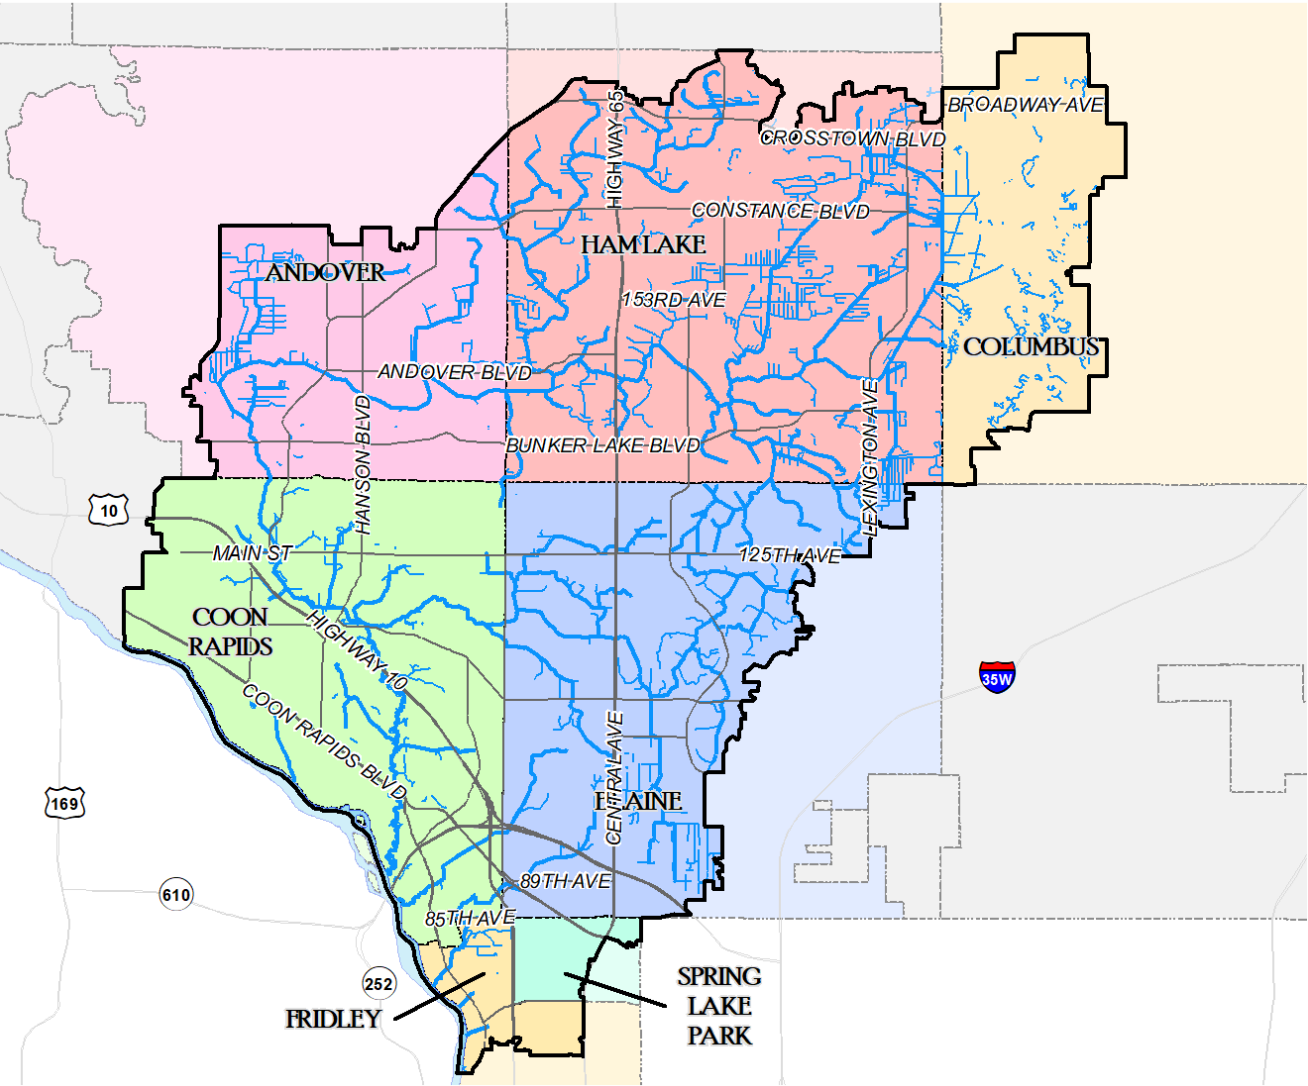 HIGHWAY 65
BROADWAY AVE
CROSSTOWN BLVD
CONSTANCE BLVD
HAM LAKE
ANDOVER
153RD AVE
COLUMBUS
ANDOVER BLVD
HANSON BLVD
LEXINGTON AVE
BUNKER LAKE BLVD
10
MAIN ST
125TH AVE
COON
RAPIDS
HIGHWAY 10
35W
COON RAPIDS BLVD
CENTRAL AVE
169
BLAINE
89TH AVE
610
85TH AVE
252
FRIDLEY
SPRING
LAKE
PARK